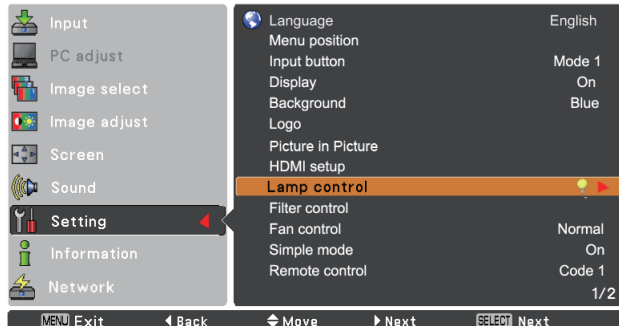 Input
PC adjust
Image select
Image adjust
Screen
Sound
Setting
Information
Network
Language English
Menu position
Input button Mode 1
Display On
Background Blue
Logo
Picture in Picture
HDMI setup
Lamp control
Filter control
Fan control Normal
Simple mode On
Remote control Code 1
1/2
MENU Exit Back Move Next SELECT Next